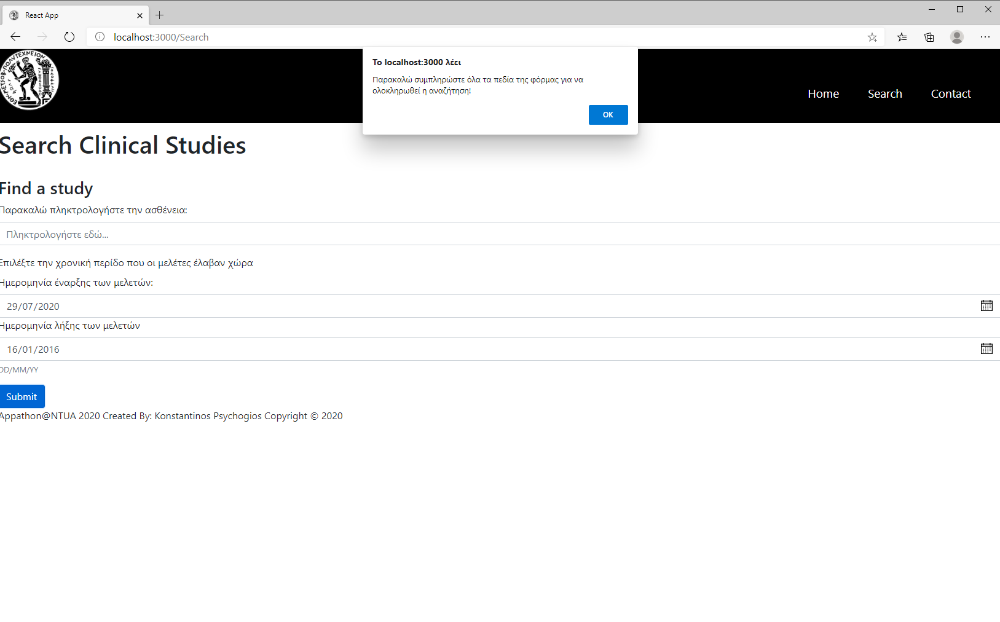 React App
localhost:3000/Search
Το localhost:3000 λέει
Παρακαλώ συμπληρώστε όλα τα πεδία της φόρμας για να
ολοκληρωθεί η αναζήτηση!
OK
Home Search Contact
Search Clinical Studies
Find a study
Παρακαλώ πληκτρολογήστε την ασθένεια:
Πληκτρολογήστε εδώ...
Επιλέξτε την χρονική περίδο που οι μελέτες έλαβαν χώρα
Ημερομηνία έναρξης των μελετών:
29/07/2020
Ημερομηνία λήξης των μελετών
16/01/2016
DD/MM/YY
Submit
Appathon@NTUA 2020 Created By: Konstantinos Psychogios Copyright © 2020